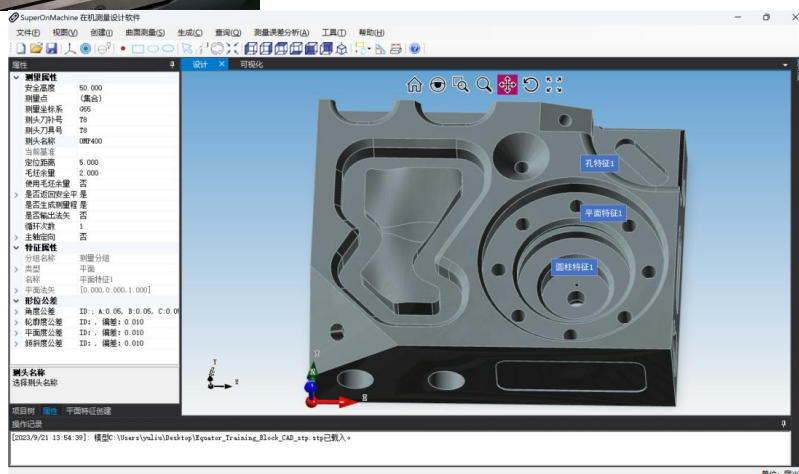 SuperOnMachine 在机测量设计软件
文件(F) 视图(V) 创建(I) 曲面测量(S) 生成(C) 查询(Q) 测量误差分析(A) 工具(T) 帮助(H)
属性
设计 ×
可视化
测量属性
安全高度 50.000
测量点 (集合)
测量坐标系 G55
测头刀补号 T8
测头刀具号 T8
测头名称 OMP400
当前基准
定位距离 5.000
毛坯余量 2.000
使用毛坯余量 否
是否返回安全平 是
是否生成测量程 是
是否输出法矢 否
循环次数 1
主轴定向 否
特征属性
分组名称 测量分组
类型 平面
名称 平面特征1
平面法矢 [0.000,0.000,1.000]
形位公差
角度公差 ID:; A:0.05, B:0.05, C:0.0
轮廓度公差 ID:, 偏差: 0.010
平面度公差 ID:, 偏差: 0.010
倾斜度公差 ID:, 偏差: 0.010
测头名称
选择测头名称
项目树 属性 平面特征创建
孔特征1
平面特征1
圆柱特征1
操作记录
[2023/9/21 13:54:39]: 模型C:\Users\yuliu\Desktop\Equator_Training_Block_CAD_stp.stp已载入。